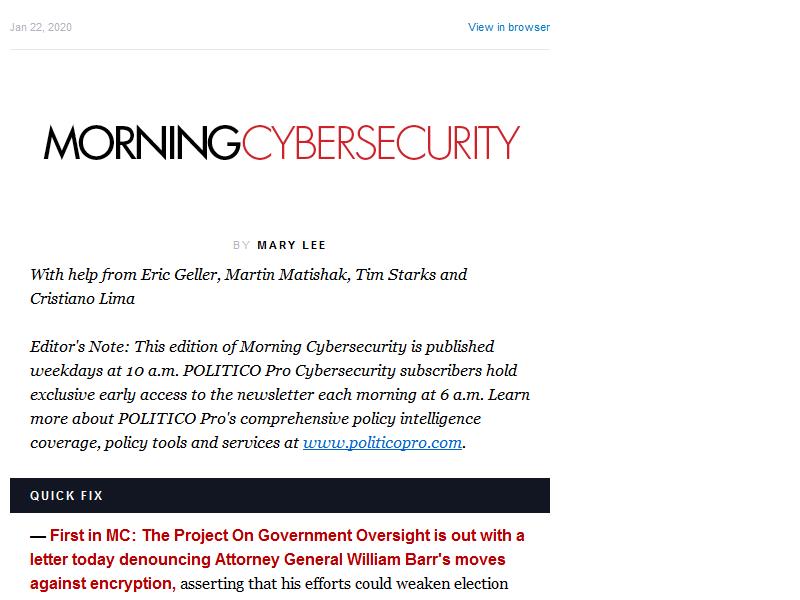 Jan 22, 2020 View in browser
MORNINGCYBERSECURITY
BY MARY LEE
With help from Eric Geller, Martin Matishak, Tim Starks and
Cristiano Lima
Editor's Note: This edition of Morning Cybersecurity is published
weekdays at 10 a.m. POLITICO Pro Cybersecurity subscribers hold
exclusive early access to the newsletter each morning at 6 a.m. Learn
more about POLITICO Pro's comprehensive policy intelligence
coverage, policy tools and services at www.politicopro.com.
QUICK FIX
— First in MC: The Project On Government Oversight is out with a
letter today denouncing Attorney General William Barr's moves
against encryption, asserting that his efforts could weaken election